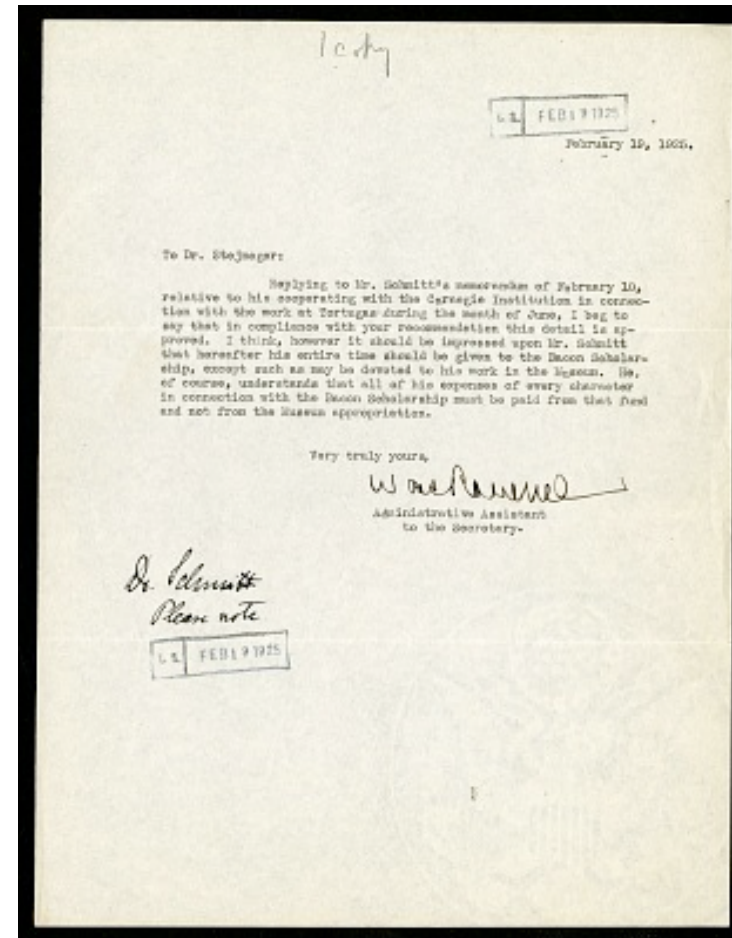 1 copy
L.S. FEB 19 1925
February 19, 1925.
To Dr. Stejneger:
Replying to Mr. Schmitt's memorandum of February 10,
relative to his cooperating with the Carnegie Institution in connec-
tion with the work at Tortugas during the month of June, I beg to
say that in compliance with your recommendation this detail is ap-
proved. I think, however it should be impressed upon Mr. Schmitt
that hereafter his entire time should be given to the Bacon Scholar-
ship, except such as may be devoted to his work in the Museum. He,
of course, understands that all of his expenses of every character
in connection with the Bacon Scholarship must be paid from that fund
and not from the Museum appropriation.
Very truly yours,
W de C Ravenel
Administrative Assistant
to the Secretary.
Dr. Schmitt
Please note
L.S. FEB 19 1925